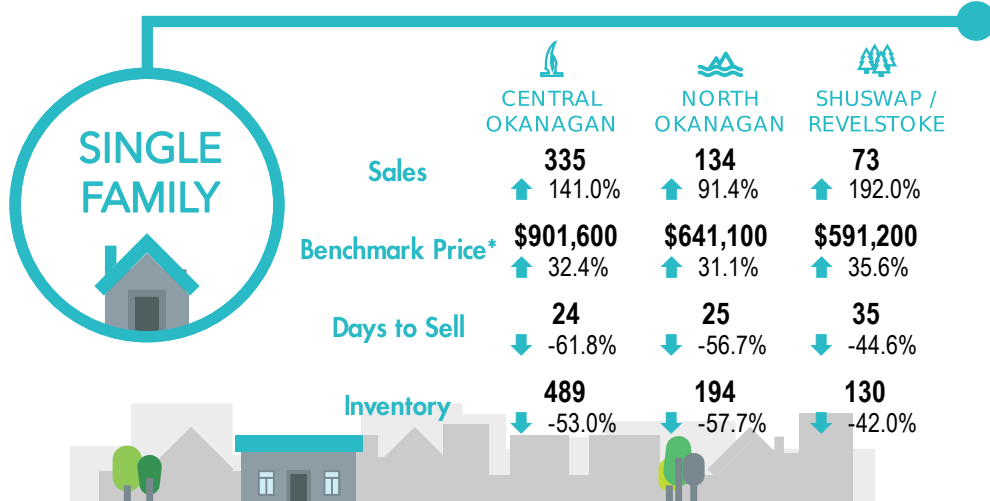 SINGLE
FAMILY
CENTRAL
OKANAGAN
NORTH
OKANAGAN
SHUSWAP /
REVELSTOKE
Sales
335
134
73
141.0%
91.4%
192.0%
Benchmark Price*
$901,600
$641,100
$591,200
32.4%
31.1%
35.6%
Days to Sell
24
25
35
-61.8%
-56.7%
-44.6%
Inventory
489
194
130
-53.0%
-57.7%
-42.0%